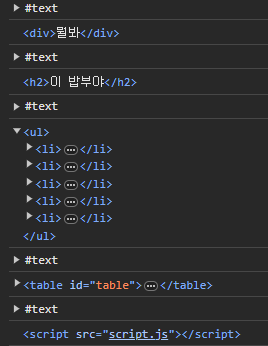 #text
<div>뭘봐</div>
#text
<h2>이 밥부야</h2>
#text
<ul>
<li>…</li>
<li>…</li>
<li>…</li>
<li>…</li>
<li>…</li>
</ul>
#text
<table id="table">…</table>
#text
<script src="script.js"></script>